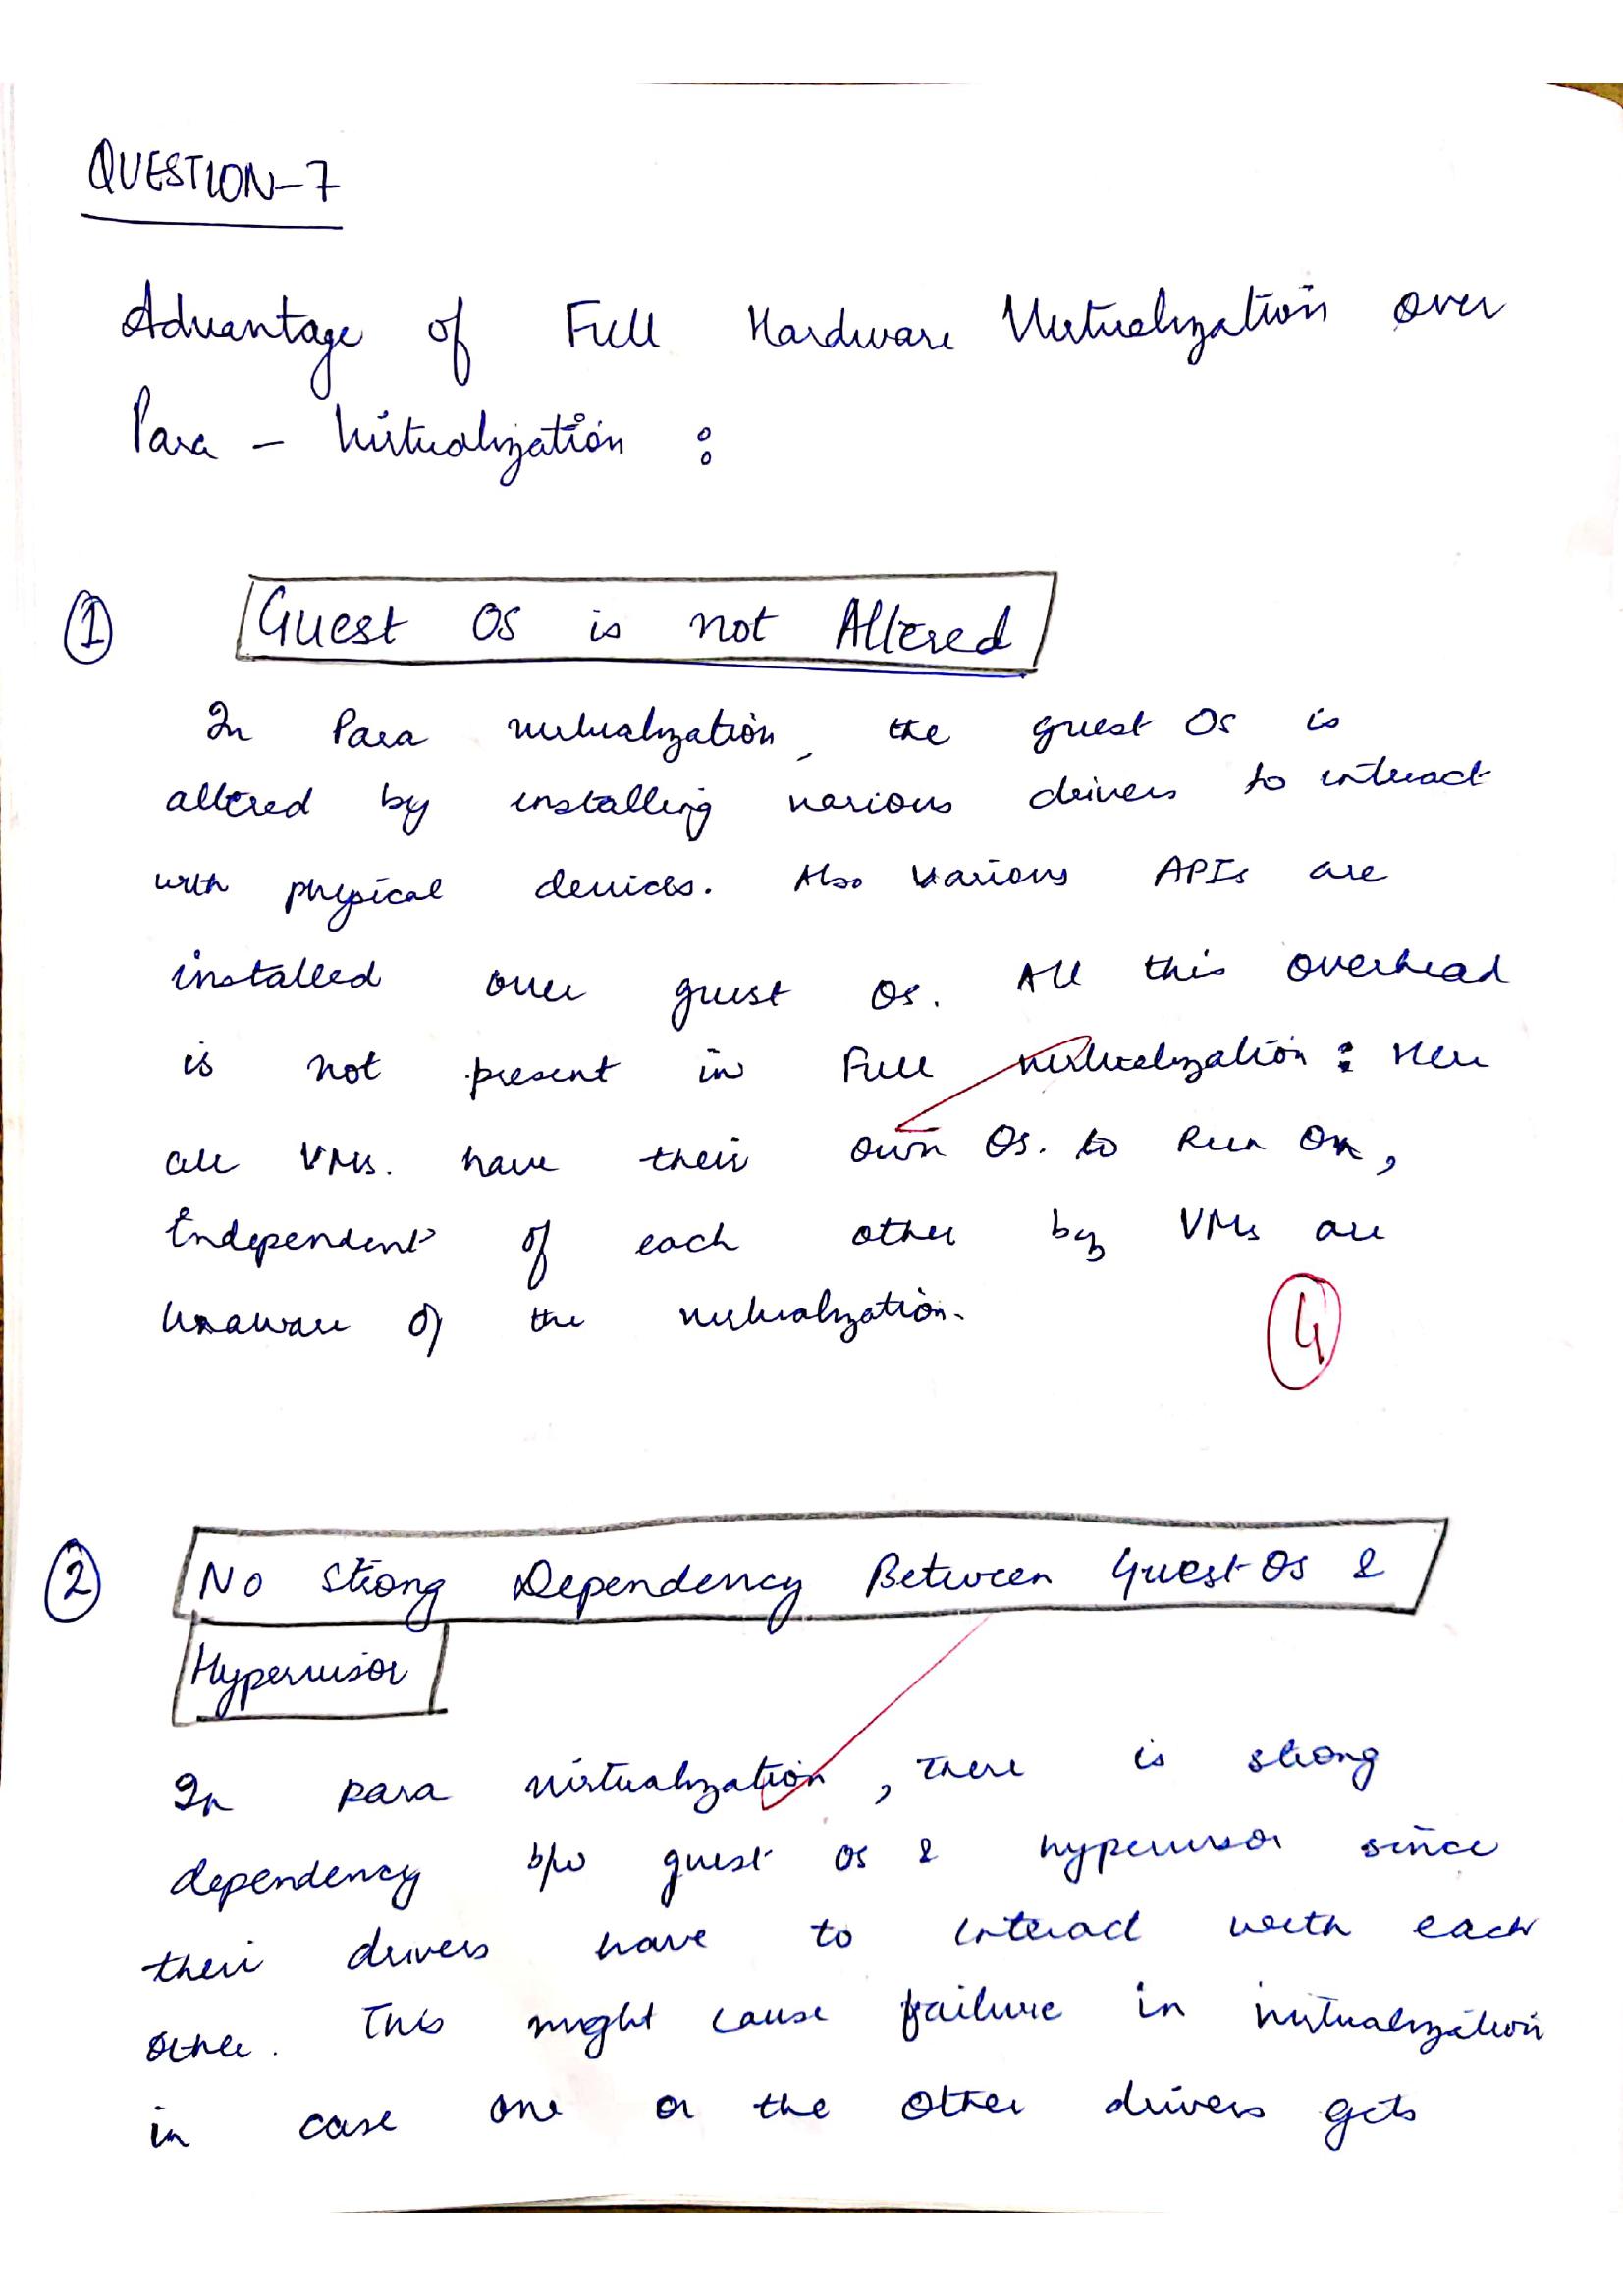 QUESTION-7
Advantage of Full Hardware Virtualization over
Para - Virtualization :
① Guest OS is not Altered
In Para virtualization, the guest OS is
altered by installing various drivers to interact
with physical devices. Also various APIs are
installed over guest OS. All this overhead
is not present in Full virtualization : Here
all VMs. have their own OS. to Run On,
Independent of each other by VMs are
Unaware of the virtualization.
4
② No Strong Dependency Between Guest OS &
Hypervisor
In para virtualization, There is strong
dependency b/w guest OS & hypervisor since
their drivers have to interact with each
other. This might cause failure in virtualization
in case one or the other drivers gets